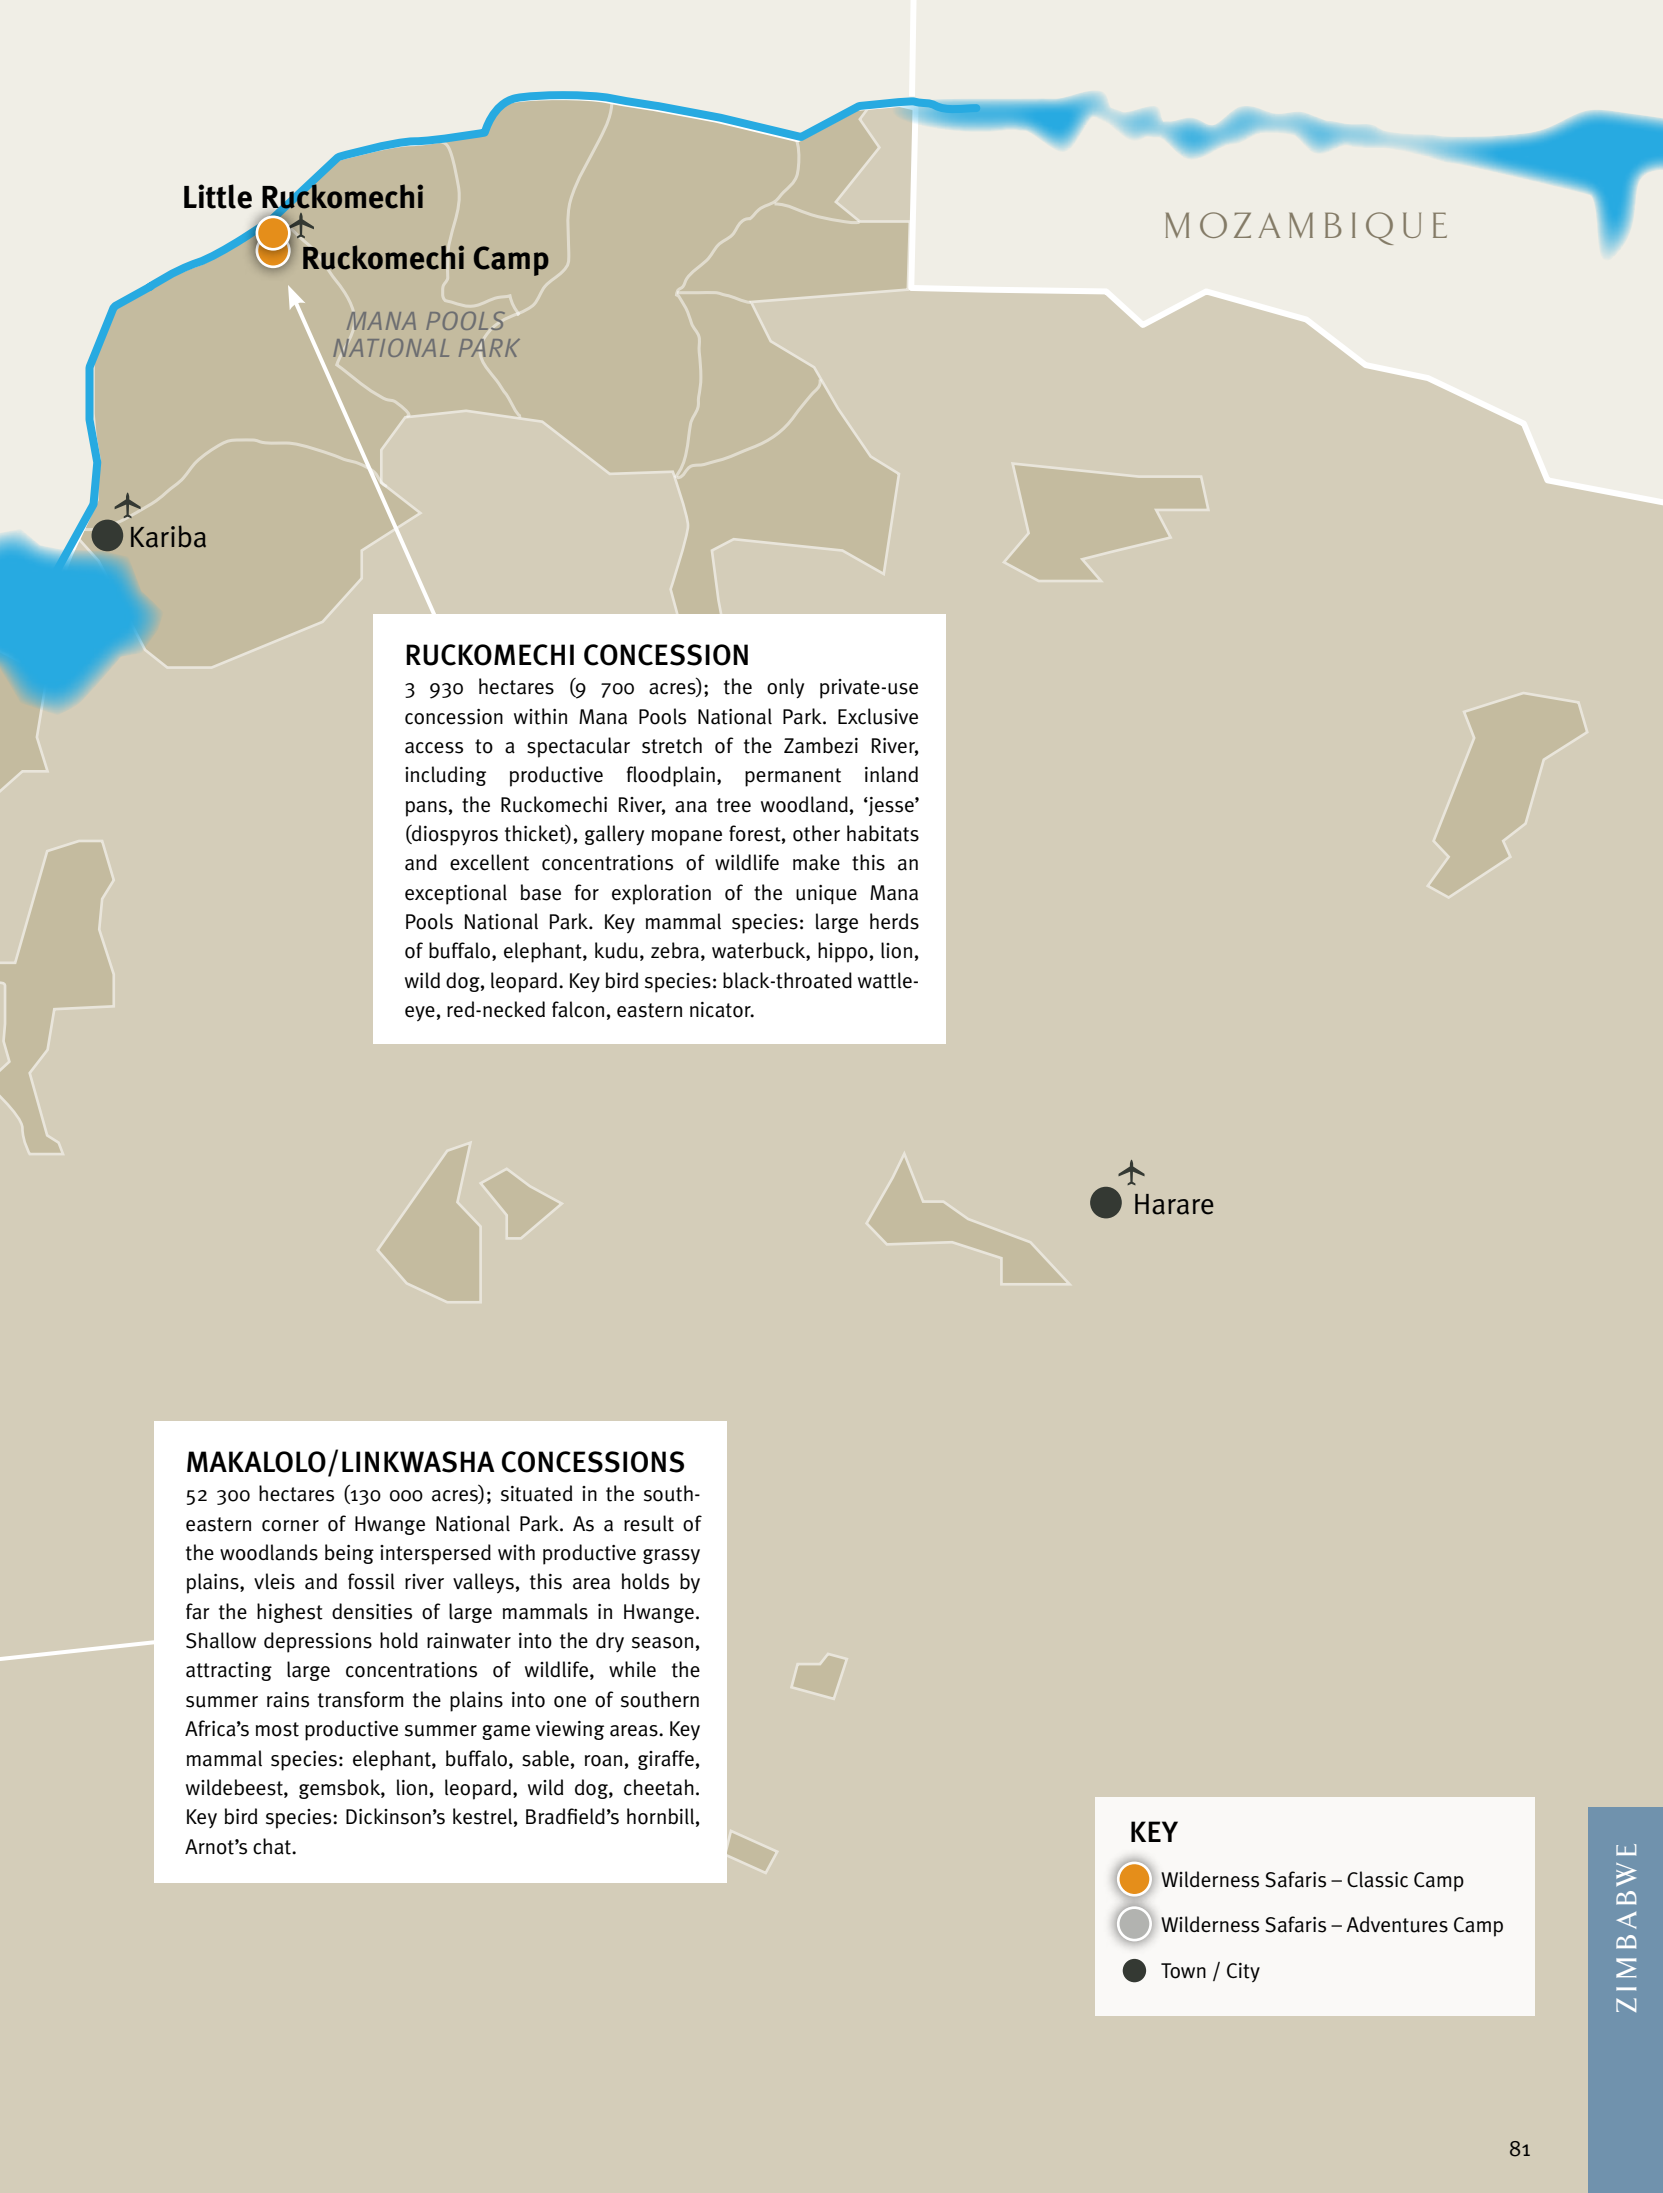 MOZAMBIQUE
Little Ruckomechi
Ruckomechi Camp
MANA POOLS
NATIONAL PARK
Kariba
RUCKOMECHI CONCESSION
3 930 hectares (9 700 acres); the only private-use
concession within Mana Pools National Park. Exclusive
access to a spectacular stretch of the Zambezi River,
including productive floodplain, permanent inland
pans, the Ruckomechi River, ana tree woodland, ‘jesse’
(diospyros thicket), gallery mopane forest, other habitats
and excellent concentrations of wildlife make this an
exceptional base for exploration of the unique Mana
Pools National Park. Key mammal species: large herds
of buffalo, elephant, kudu, zebra, waterbuck, hippo, lion,
wild dog, leopard. Key bird species: black-throated wattle-
eye, red-necked falcon, eastern nicator.
Harare
MAKALOLO/LINKWASHA CONCESSIONS
52 300 hectares (130 000 acres); situated in the south-
eastern corner of Hwange National Park. As a result of
the woodlands being interspersed with productive grassy
plains, vleis and fossil river valleys, this area holds by
far the highest densities of large mammals in Hwange.
Shallow depressions hold rainwater into the dry season,
attracting large concentrations of wildlife, while the
summer rains transform the plains into one of southern
Africa’s most productive summer game viewing areas. Key
mammal species: elephant, buffalo, sable, roan, giraffe,
wildebeest, gemsbok, lion, leopard, wild dog, cheetah.
Key bird species: Dickinson’s kestrel, Bradfield’s hornbill,
Arnot’s chat.
KEY
Wilderness Safaris – Classic Camp
Wilderness Safaris – Adventures Camp
Town / City
ZIMBABWE
81